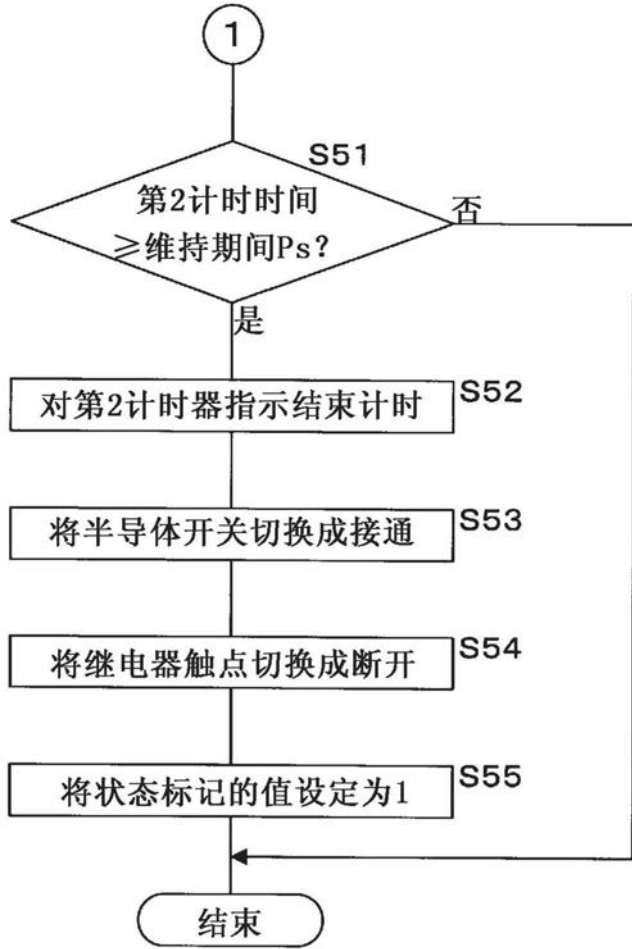 1
S51
第2计时时间
≥维持期间Ps?
否
是
对第2计时器指示结束计时
S52
将半导体开关切换成接通
S53
将继电器触点切换成断开
S54
将状态标记的值设定为1
S55
结束